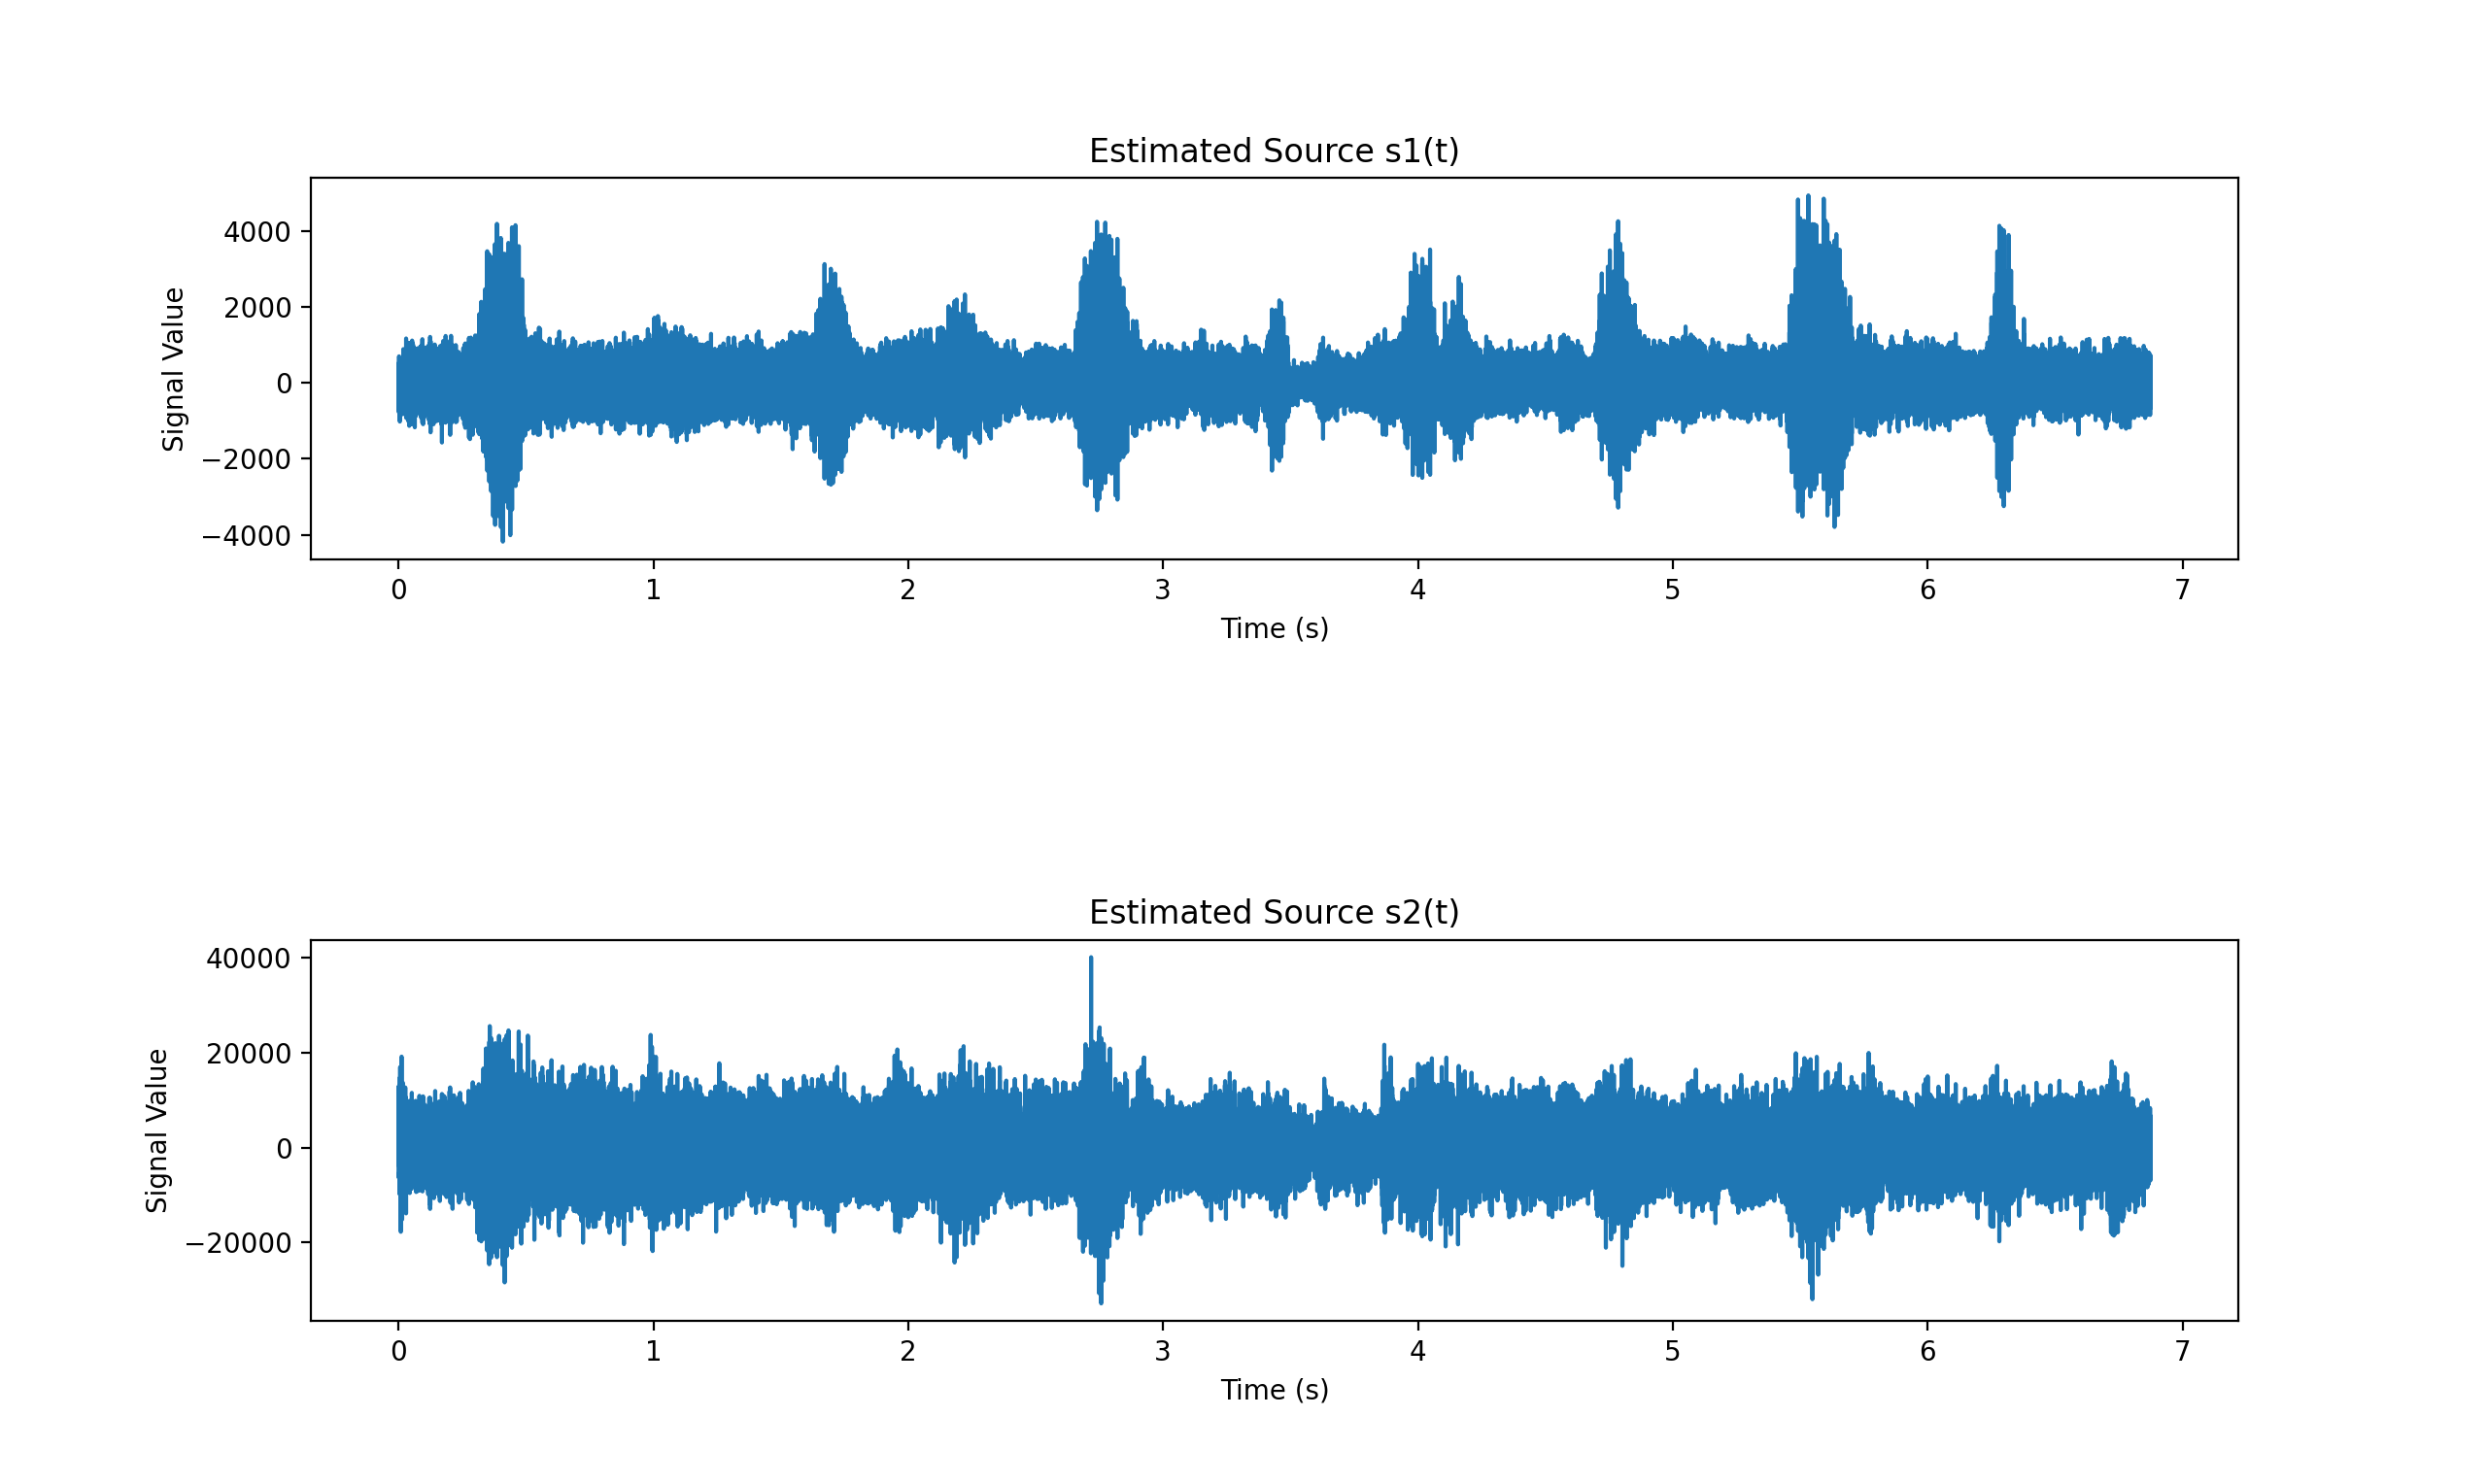 Estimated Source s1(t)
4000
2000
0
−2000
−4000
Signal Value
0 1 2 3 4 5 6 7
Time (s)
Estimated Source s2(t)
40000
20000
0
−20000
Signal Value
0 1 2 3 4 5 6 7
Time (s)